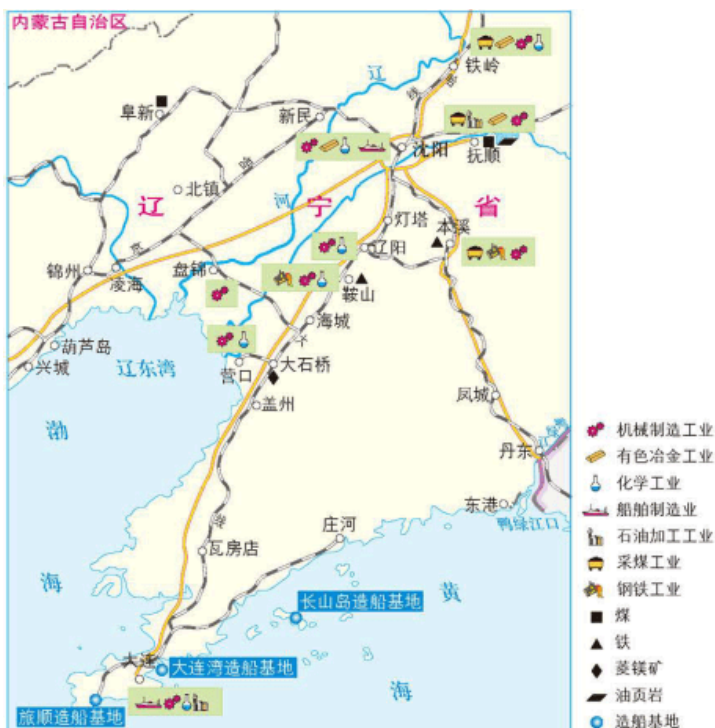 内蒙古自治区
辽
铁岭
线
阜新
新民
沈阳
抚顺
哈
北镇
辽
河
宁
省
灯塔
本溪
京
辽阳
锦州
凌海
盘锦
鞍山
海城
大
葫芦岛
辽东湾
兴城
营口
大石桥
盖州
凤城
渤
丹东
东港
鸭绿江口
庄河
瓦房店
海
长山岛造船基地
黄
大连
大连湾造船基地
海
旅顺造船基地
机械制造工业
有色冶金工业
化学工业
船舶制造业
石油加工工业
采煤工业
钢铁工业
煤
铁
菱镁矿
油页岩
造船基地